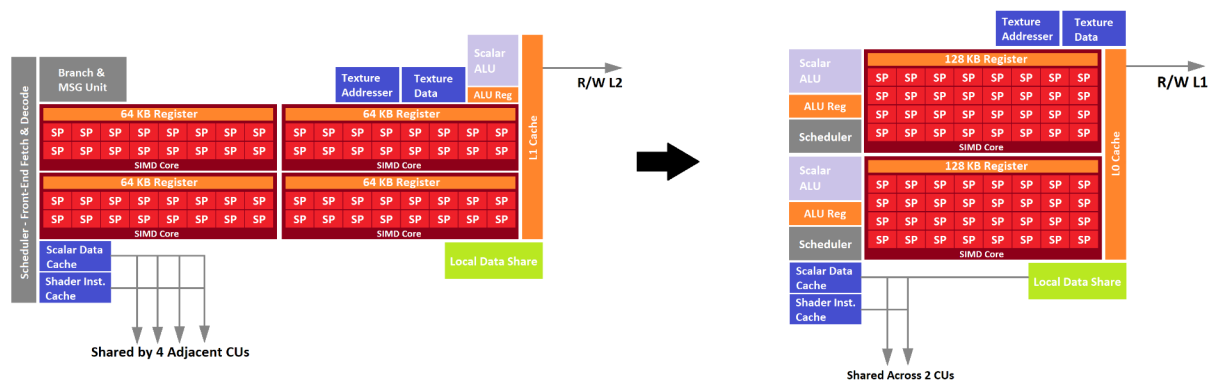 Scheduler - Front-End Fetch & Decode
Branch &
MSG Unit
Texture
Addresser
Texture
Data
Scalar
ALU
ALU Reg
L1 Cache
R/W L2
64 KB Register
SP SP SP SP SP SP SP SP
SP SP SP SP SP SP SP SP
SIMD Core
64 KB Register
SP SP SP SP SP SP SP SP
SP SP SP SP SP SP SP SP
SIMD Core
64 KB Register
SP SP SP SP SP SP SP SP
SP SP SP SP SP SP SP SP
SIMD Core
64 KB Register
SP SP SP SP SP SP SP SP
SP SP SP SP SP SP SP SP
SIMD Core
Scalar Data
Cache
Shader Inst.
Cache
Local Data Share
Shared by 4 Adjacent CUs
Texture
Addresser
Texture
Data
R/W L1
L0 Cache
Scalar
ALU
ALU Reg
Scheduler
128 KB Register
SP SP SP SP SP SP SP SP
SP SP SP SP SP SP SP SP
SP SP SP SP SP SP SP SP
SP SP SP SP SP SP SP SP
SIMD Core
Scalar
ALU
ALU Reg
Scheduler
128 KB Register
SP SP SP SP SP SP SP SP
SP SP SP SP SP SP SP SP
SP SP SP SP SP SP SP SP
SP SP SP SP SP SP SP SP
SIMD Core
Scalar Data
Cache
Shader Inst.
Cache
Local Data Share
Shared Across 2 CUs